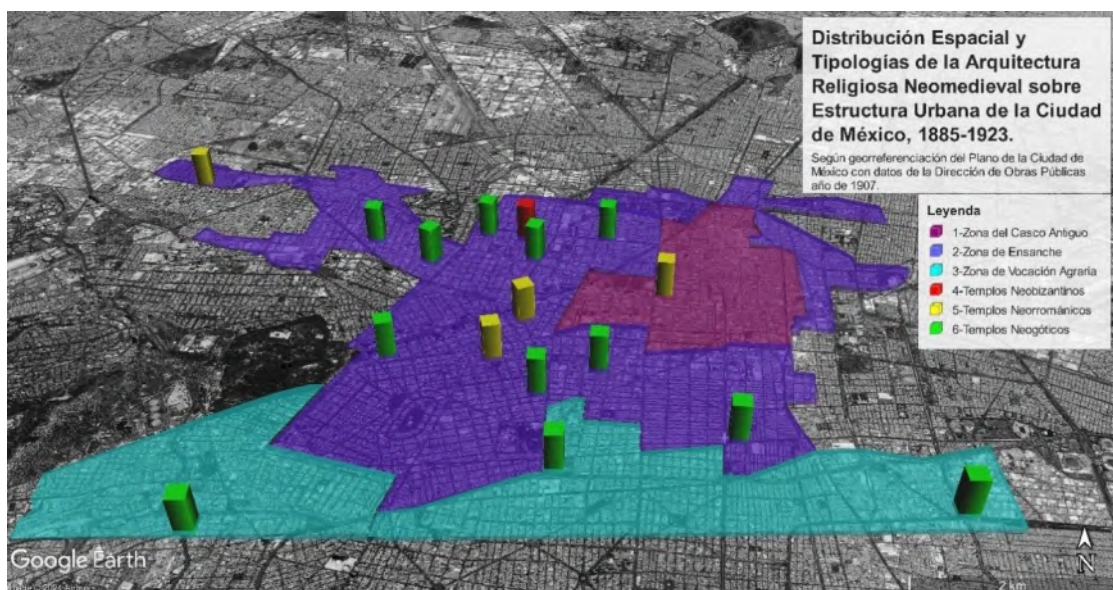 Distribución Espacial y
Tipologías de la Arquitectura
Religiosa Neomedieval sobre
Estructura Urbana de la Ciudad
de México, 1885-1923.
Según georreferenciación del Plano de la Ciudad de
México con datos de la Dirección de Obras Públicas
año de 1907.
Leyenda
1-Zona del Casco Antiguo
2-Zona de Ensanche
3-Zona de Vocación Agraria
4-Templos Neobizantinos
5-Templos Neorrománicos
6-Templos Neogóticos
Google Earth
N
2 km